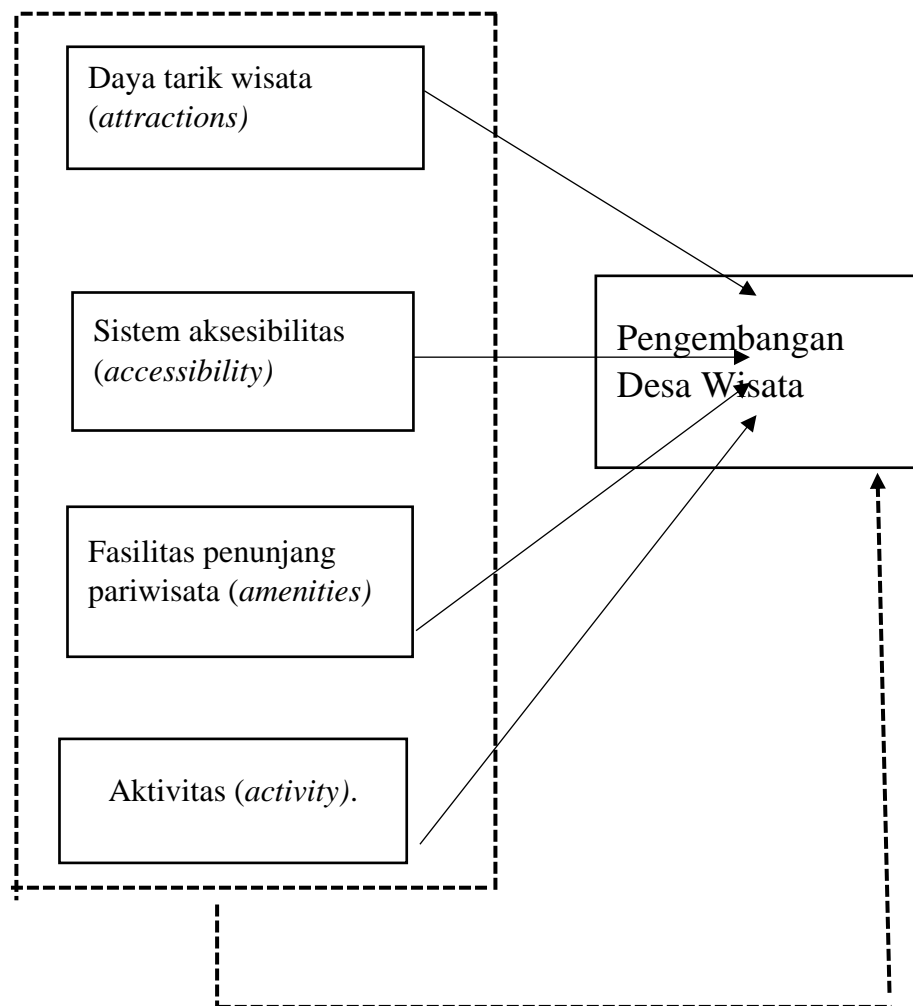 Daya tarik wisata
(attractions)
Sistem aksesibilitas
(accessibility)
Pengembangan
Desa Wisata
Fasilitas penunjang
pariwisata (amenities)
Aktivitas (activity).